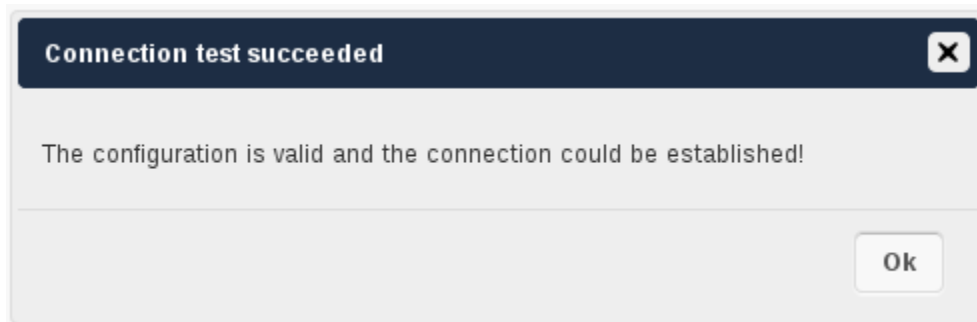 Connection test succeeded
The configuration is valid and the connection could be established!
Ok